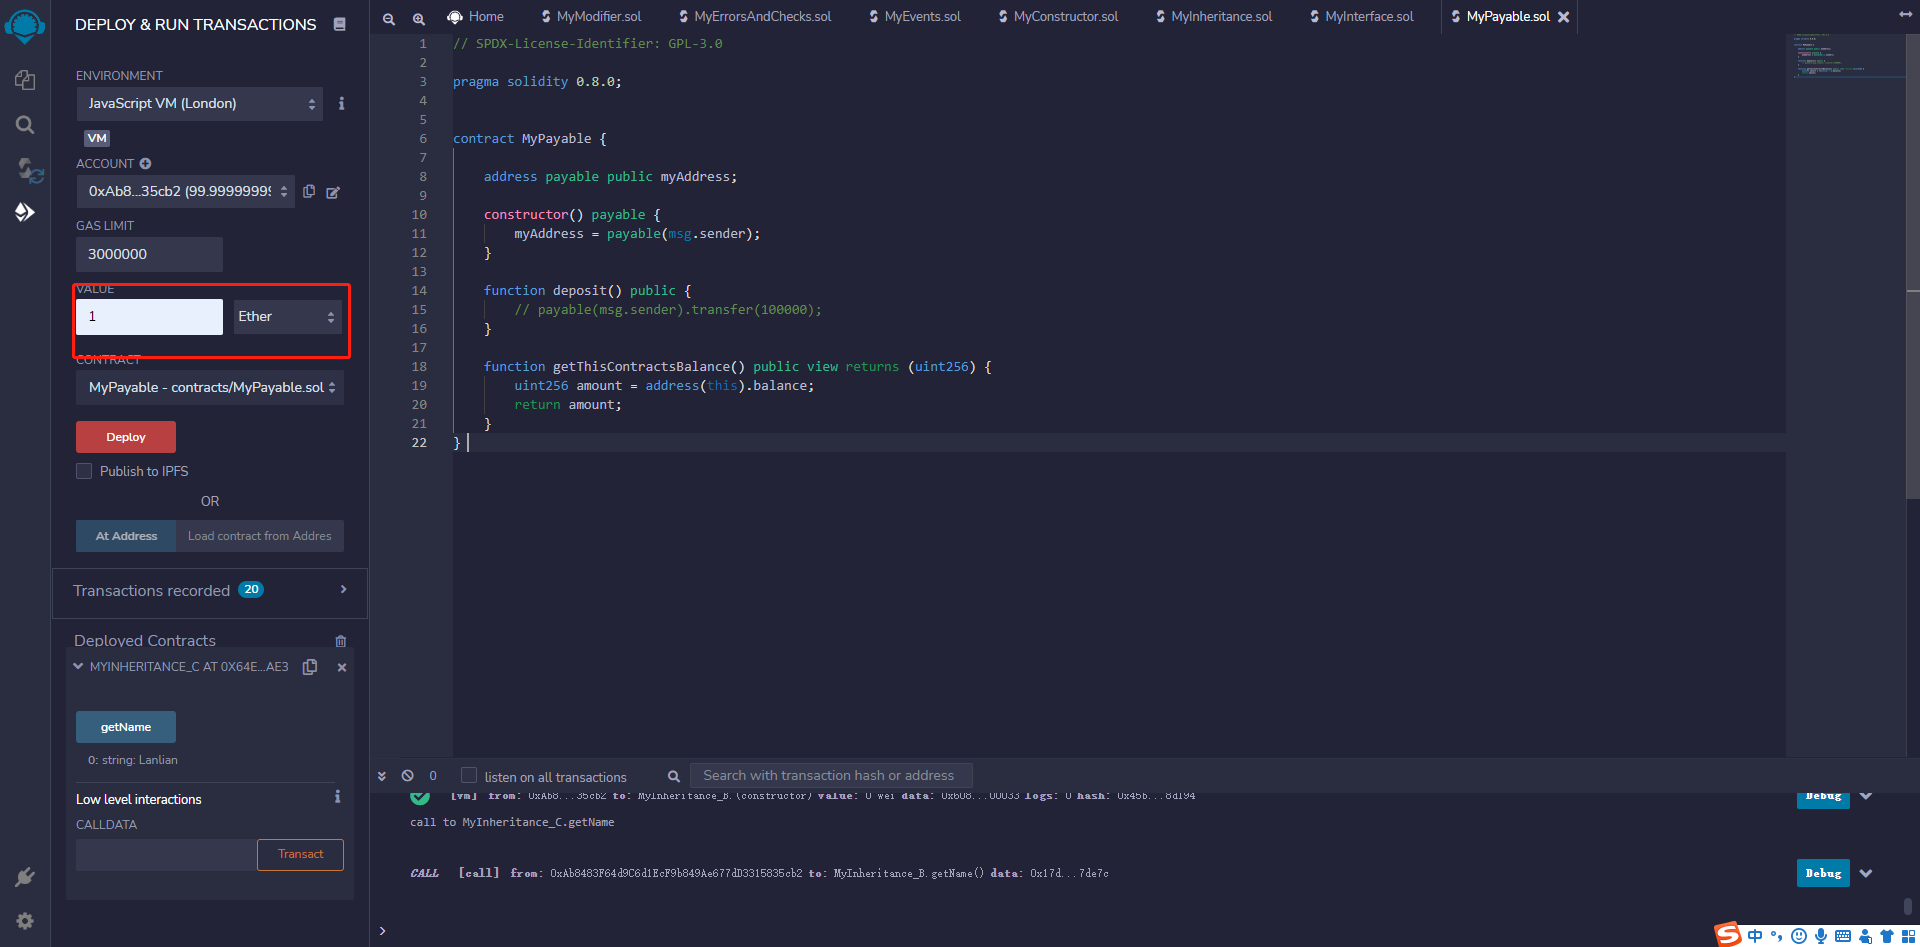 DEPLOY & RUN TRANSACTIONS
ENVIRONMENT
JavaScript VM (London)
VM
ACCOUNT
0xAb8...35cb2 (99.99999999
GAS LIMIT
3000000
VALUE
1
Ether
CONTRACT
MyPayable - contracts/MyPayable.sol
Deploy
Publish to IPFS
OR
At Address
Load contract from Addres
Transactions recorded 20
Deployed Contracts
MYINHERITANCE_C AT 0X64E...AE3
getName
0: string: Lanlian
Low level interactions
CALLDATA
Transact
Home
MyModifier.sol
MyErrorsAndChecks.sol
MyEvents.sol
MyConstructor.sol
MyInheritance.sol
MyInterface.sol
MyPayable.sol
1 // SPDX-License-Identifier: GPL-3.0
2
3 pragma solidity 0.8.0;
4
5
6 contract MyPayable {
7
8 address payable public myAddress;
9
10 constructor() payable {
11 myAddress = payable(msg.sender);
12 }
13
14 function deposit() public {
15 // payable(msg.sender).transfer(100000);
16 }
17
18 function getThisContractsBalance() public view returns (uint256) {
19 uint256 amount = address(this).balance;
20 return amount;
21 }
22 }
0
listen on all transactions
Search with transaction hash or address
[vm] from: 0xAb8...35cb2 to: MyInheritance_B.(constructor) value: 0 wei data: 0x608...00033 logs: 0 hash: 0x45b...8d194
Debug
call to MyInheritance_C.getName
CALL [call] from: 0xAb8483F64d9C6d1EcF9b849Ae677dD3315835cb2 to: MyInheritance_B.getName() data: 0x17d...7de7c
Debug
>
S 中